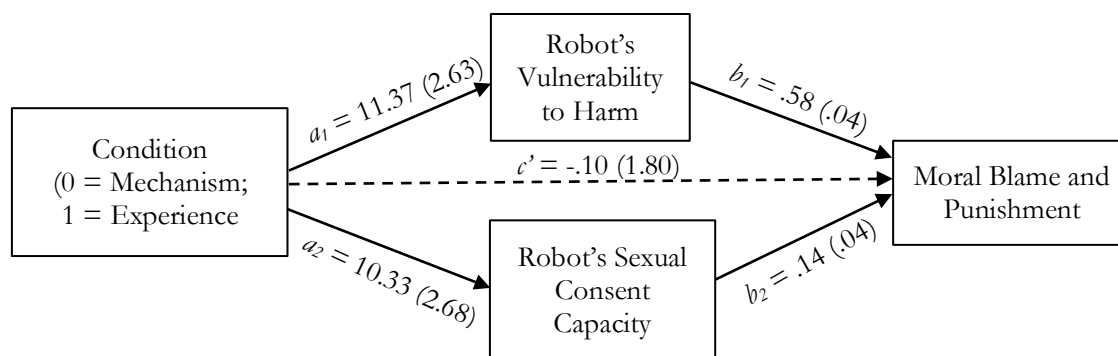 Robot's
Vulnerability
to Harm
a₁ = 11.37 (2.63)
b₁ = .58 (.04)
Condition
(0 = Mechanism;
1 = Experience
c' = -.10 (1.80)
Moral Blame and
Punishment
a₂ = 10.33 (2.68)
Robot's Sexual
Consent
Capacity
b₂ = .14 (.04)